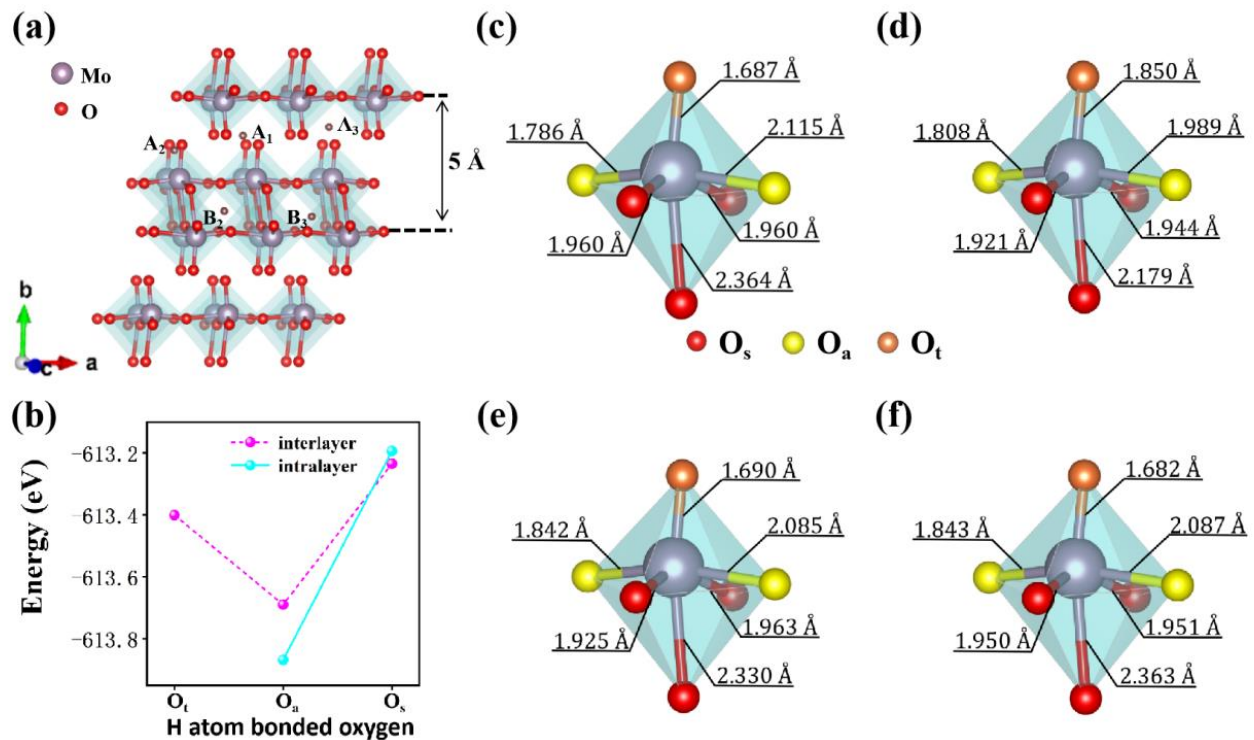 (a)
Mo
O
A₁
A₃
A₂
5 Å
B₂
B₃
b
c
a
(b)
interlayer
intralayer
Energy (eV)
−613.2
−613.4
−613.6
−613.8
Oₜ
Oₐ
Oₛ
H atom bonded oxygen
(c)
1.687 Å
1.786 Å
2.115 Å
1.960 Å
1.960 Å
2.364 Å
(d)
1.850 Å
1.808 Å
1.989 Å
1.921 Å
1.944 Å
2.179 Å
Oₛ Oₐ Oₜ
(e)
1.690 Å
1.842 Å
2.085 Å
1.925 Å
1.963 Å
2.330 Å
(f)
1.682 Å
1.843 Å
2.087 Å
1.950 Å
1.951 Å
2.363 Å